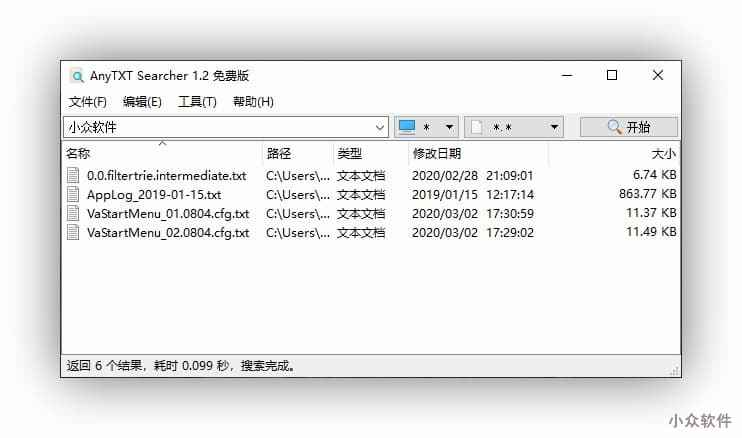 AnyTXT Searcher 1.2 免费版
文件(F) 编辑(E) 工具(T) 帮助(H)
小众软件 * *.* 开始
名称 路径 类型 修改日期 大小
0.0.filtertrie.intermediate.txt C:\Users\... 文本文档 2020/02/28 21:09:01 6.74 KB
AppLog_2019-01-15.txt C:\Users\... 文本文档 2019/01/15 12:17:14 863.77 KB
VaStartMenu_01.0804.cfg.txt C:\Users\... 文本文档 2020/03/02 17:30:59 11.37 KB
VaStartMenu_02.0804.cfg.txt C:\Users\... 文本文档 2020/03/02 17:29:02 11.49 KB
返回 6 个结果，耗时 0.099 秒，搜索完成。
小众软件